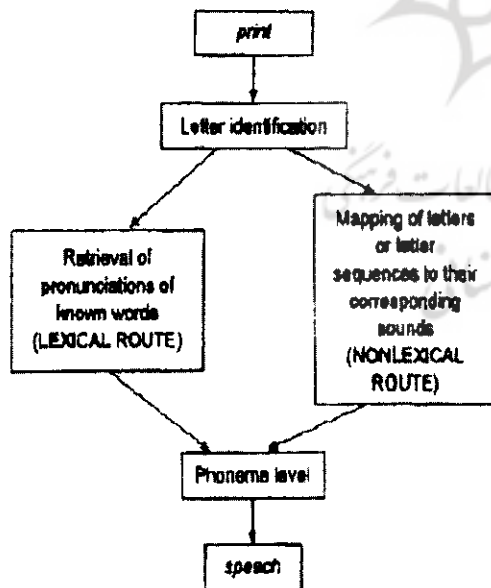 print
Letter identification
Retrieval of
pronunciations of
known words
(LEXICAL ROUTE)
Mapping of letters
or letter
sequences to their
corresponding
sounds
(NONLEXICAL
ROUTE)
Phoneme level
speech